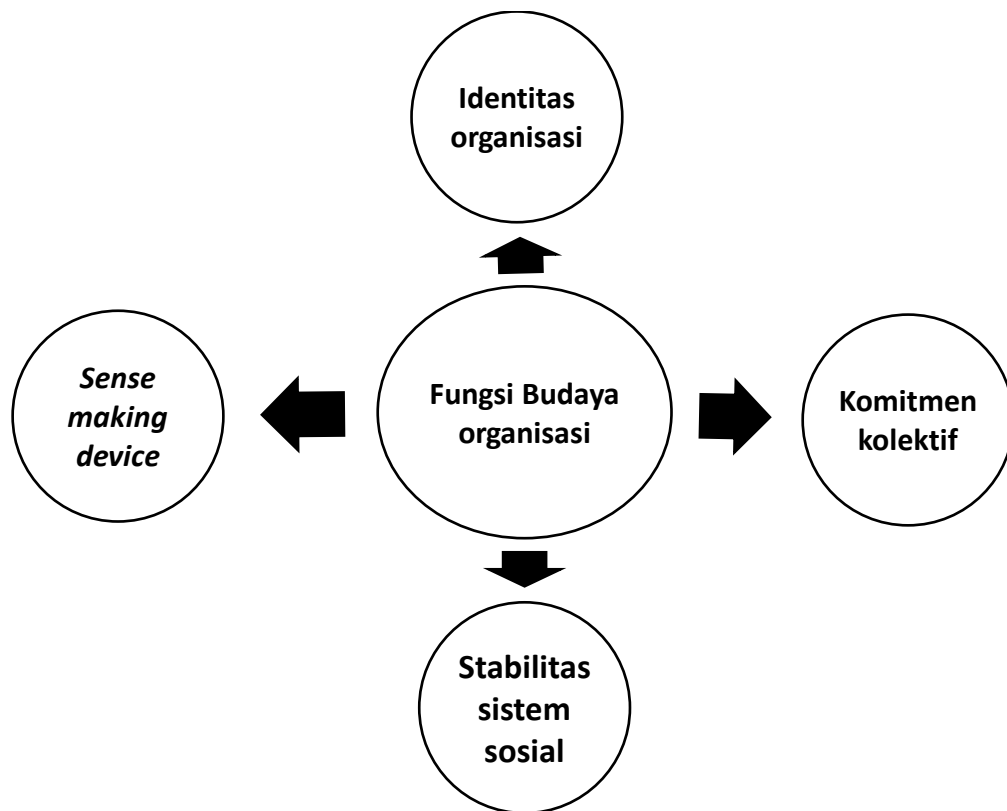 Identitas
organisasi
Sense
making
device
Fungsi Budaya
organisasi
Komitmen
kolektif
Stabilitas
sistem
sosial